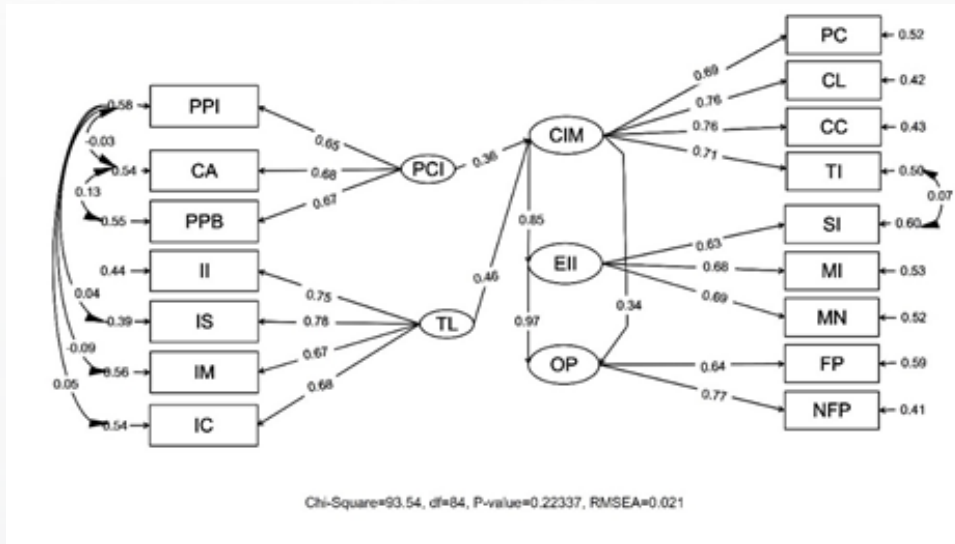 PC 0.52
0.69
CL 0.42
0.76
0.58 PPI
CIM 0.76 CC 0.43
-0.03
0.65
0.71
PCI 0.36
0.54 CA 0.68
TI 0.50
0.13
0.67
0.07
0.55 PPB
0.85
SI 0.60
0.63
0.44 II
EII 0.68 MI 0.53
0.75
0.46
0.69
0.04
0.34
0.39 IS 0.78 TL
0.97
MN 0.52
-0.09
0.67
0.56 IM
OP 0.64 FP 0.59
0.05
0.68
0.77
0.54 IC
NFP 0.41
Chi-Square=93.54, df=84, P-value=0.22337, RMSEA=0.021